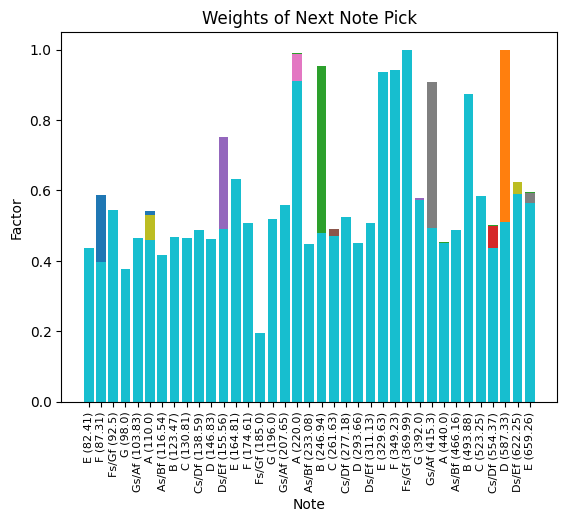 Weights of Next Note Pick
1.0
0.8
0.6
0.4
0.2
0.0
Factor
E (82.41)
F (87.31)
Fs/Gf (92.5)
G (98.0)
Gs/Af (103.83)
A (110.0)
As/Bf (116.54)
B (123.47)
C (130.81)
Cs/Df (138.59)
D (146.83)
Ds/Ef (155.56)
E (164.81)
F (174.61)
Fs/Gf (185.0)
G (196.0)
Gs/Af (207.65)
A (220.0)
As/Bf (233.08)
B (246.94)
C (261.63)
Cs/Df (277.18)
D (293.66)
Ds/Ef (311.13)
E (329.63)
F (349.23)
Fs/Gf (369.99)
G (392.0)
Gs/Af (415.3)
A (440.0)
As/Bf (466.16)
B (493.88)
C (523.25)
Cs/Df (554.37)
D (587.33)
Ds/Ef (622.25)
E (659.26)
Note